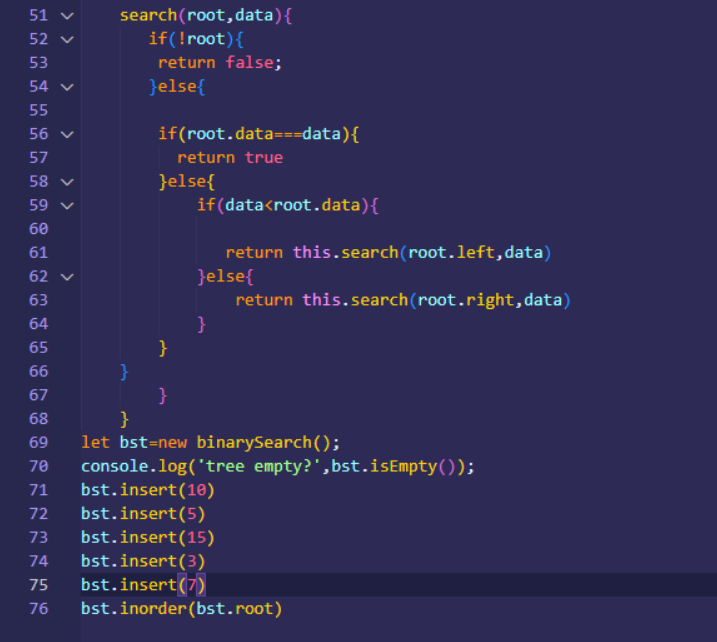 51 search(root,data){
52 if(!root){
53 return false;
54 }else{
55
56 if(root.data===data){
57 return true
58 }else{
59 if(data<root.data){
60
61 return this.search(root.left,data)
62 }else{
63 return this.search(root.right,data)
64 }
65 }
66 }
67 }
68 }
69 let bst=new binarySearch();
70 console.log('tree empty?',bst.isEmpty());
71 bst.insert(10)
72 bst.insert(5)
73 bst.insert(15)
74 bst.insert(3)
75 bst.insert(7)
76 bst.inorder(bst.root)